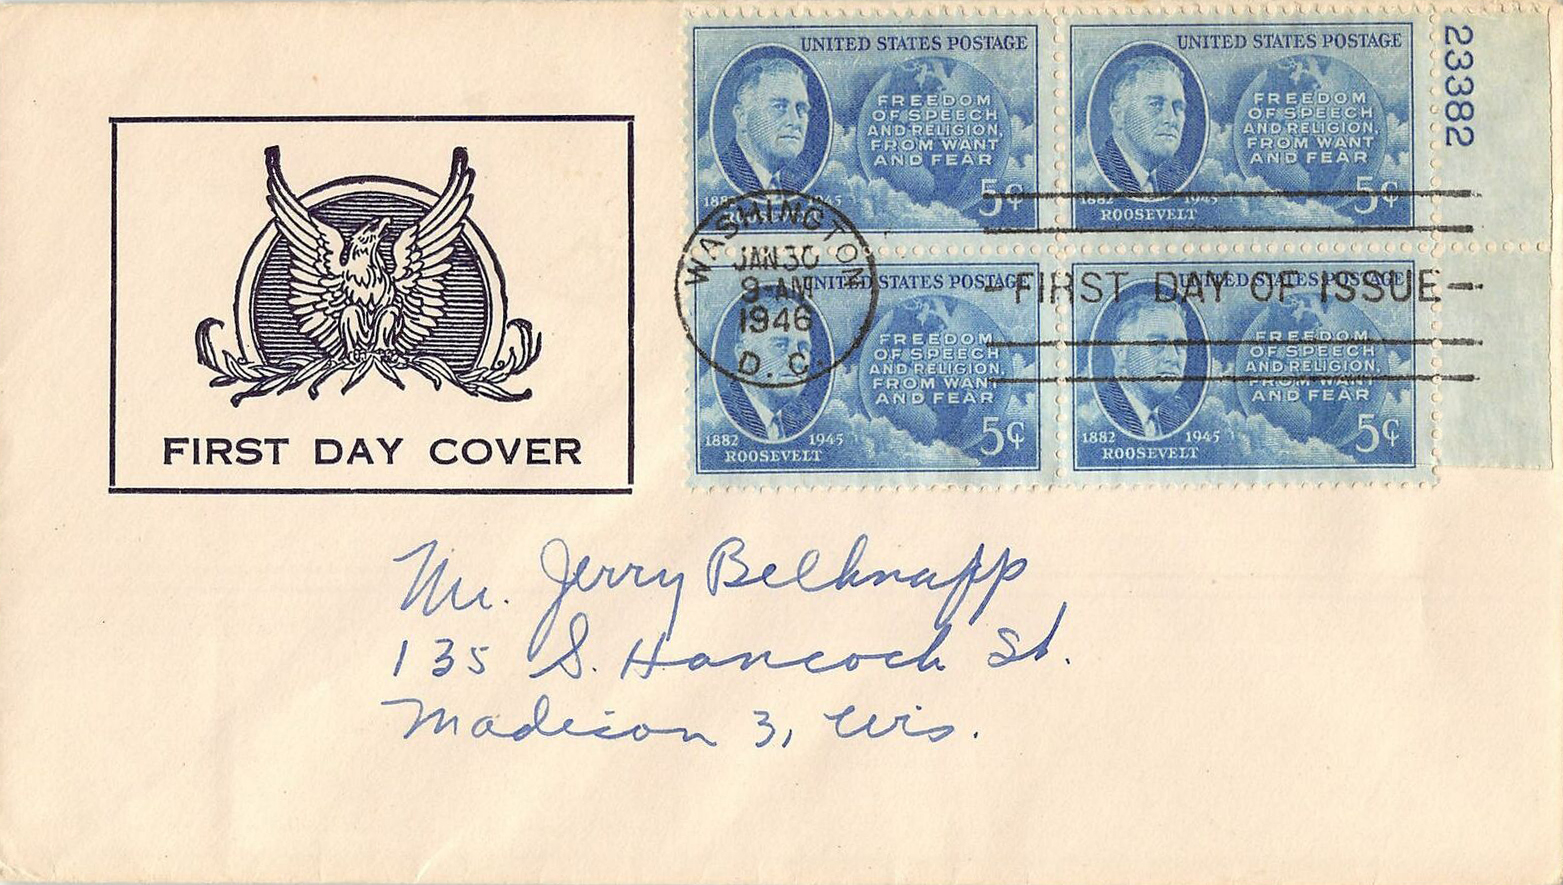 UNITED STATES POSTAGE
FREEDOM
OF SPEECH
AND RELIGION,
FROM WANT
AND FEAR
1882 1945
ROOSEVELT
5¢
UNITED STATES POSTAGE
FREEDOM
OF SPEECH
AND RELIGION,
FROM WANT
AND FEAR
1882 1945
ROOSEVELT
5¢
23382
UNITED STATES POSTAGE
FREEDOM
OF SPEECH
AND RELIGION,
FROM WANT
AND FEAR
1882 1945
ROOSEVELT
5¢
UNITED STATES POSTAGE
FREEDOM
OF SPEECH
AND RELIGION,
FROM WANT
AND FEAR
1882 1945
ROOSEVELT
5¢
WASHINGTON
JAN 30
9-AM
1946
D.C.
-FIRST DAY OF ISSUE-
FIRST DAY COVER
Mr. Jerry Belknapp
135 S. Hancock St.
Madison 3, Wis.